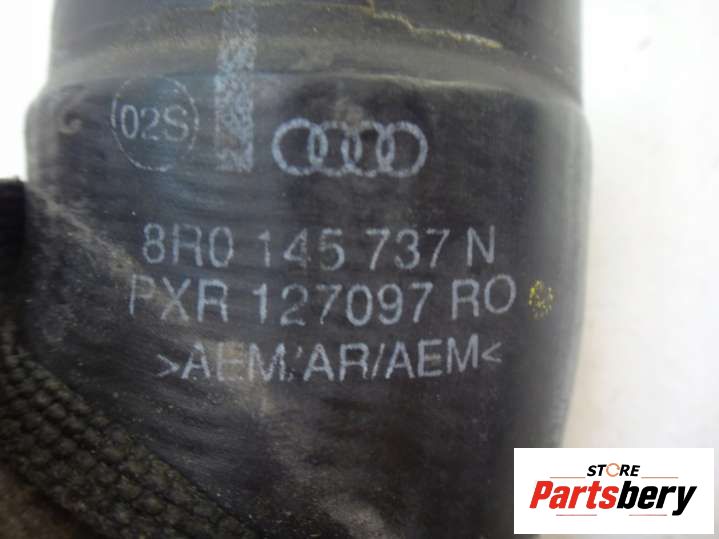 02S
8R0 145 737 N
PXR 127097 RO
>AEM/AR/AEM<
STORE
Partsbery